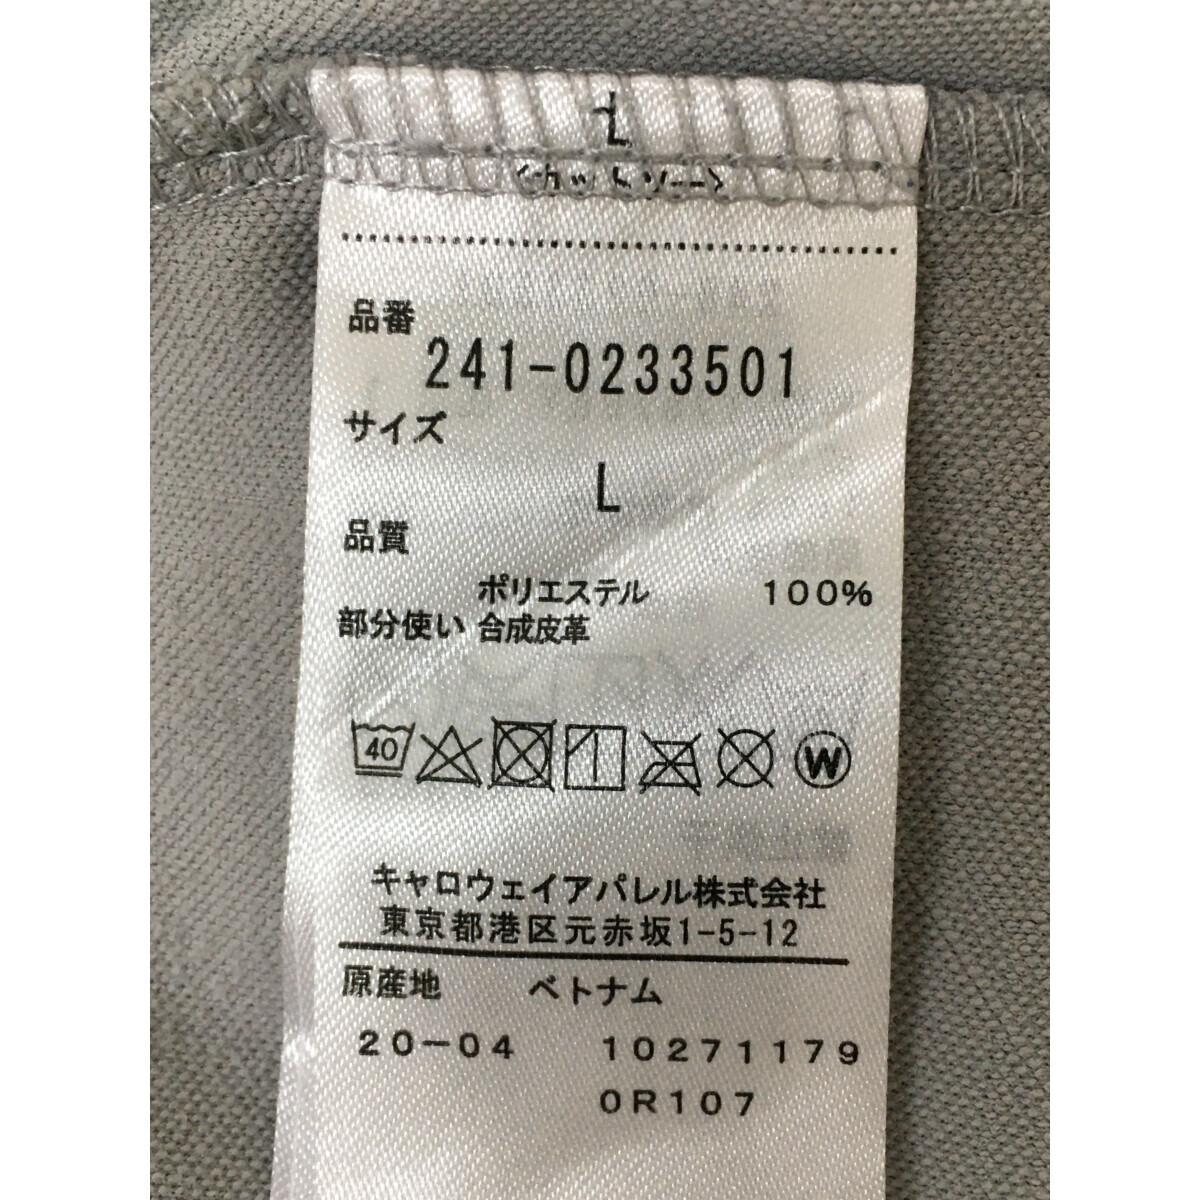 L
<カットソー>
品番
241-0233501
サイズ
L
品質
ポリエステル 100%
部分使い 合成皮革
40 W
キャロウェイアパレル株式会社
東京都港区元赤坂1-5-12
原産地 ベトナム
20-04 10271179
0R107